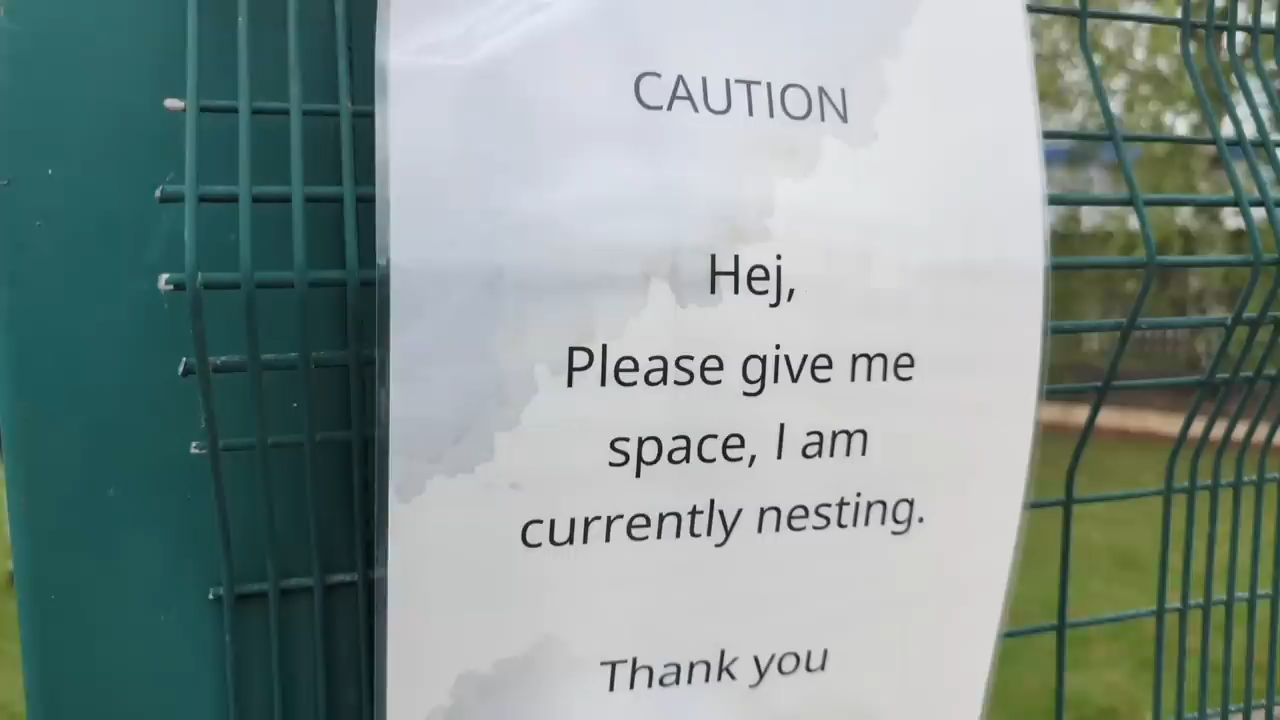 CAUTION
Hej,
Please give me
space, I am
currently nesting.
Thank you